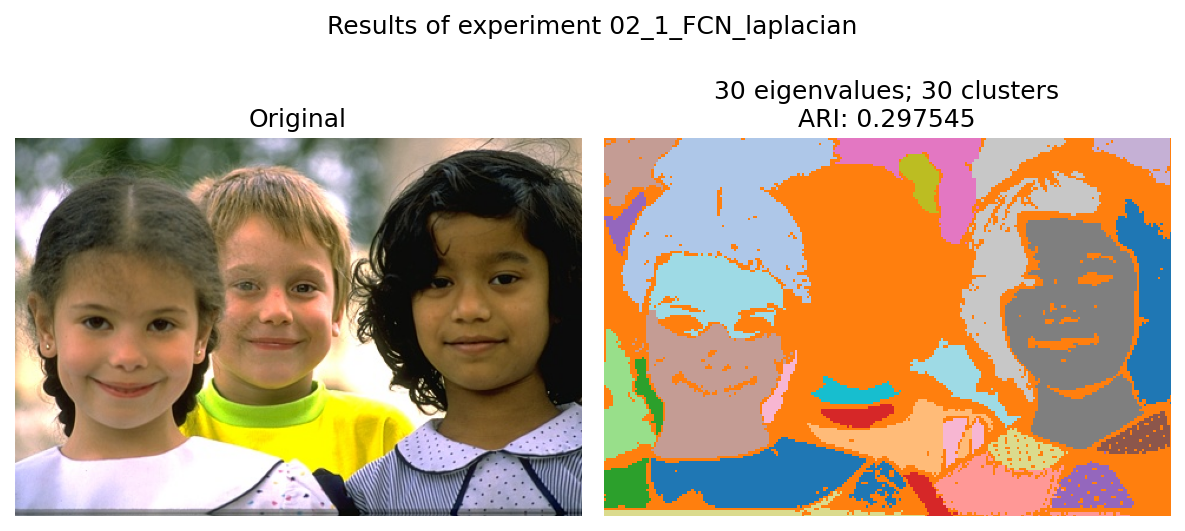 Results of experiment 02_1_FCN_laplacian
Original
30 eigenvalues; 30 clusters
ARI: 0.297545